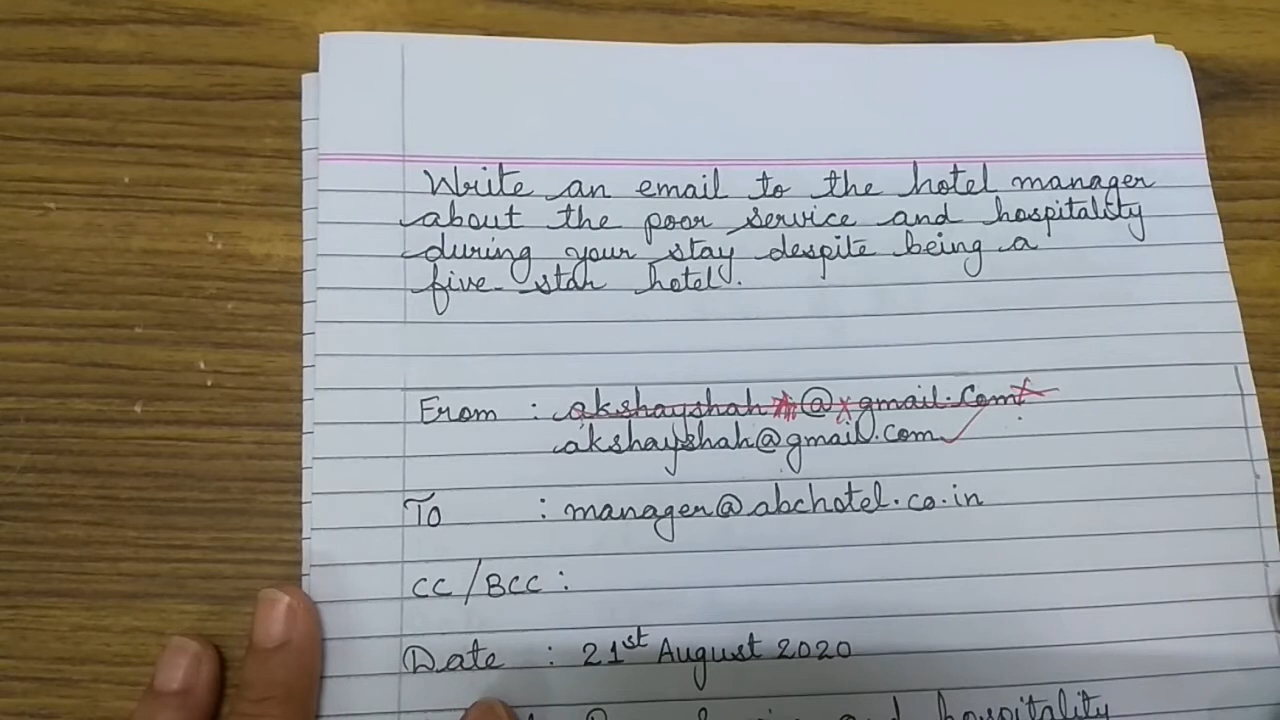 Write an email to the hotel manager
about the poor service and hospitality
during your stay despite being a
five-star hotel.
From : akshayshah @ gmail.com
akshayshah@gmail.com
To : manager@abchotel.co.in
CC/BCC :
Date : 21st August 2020
and hospitality